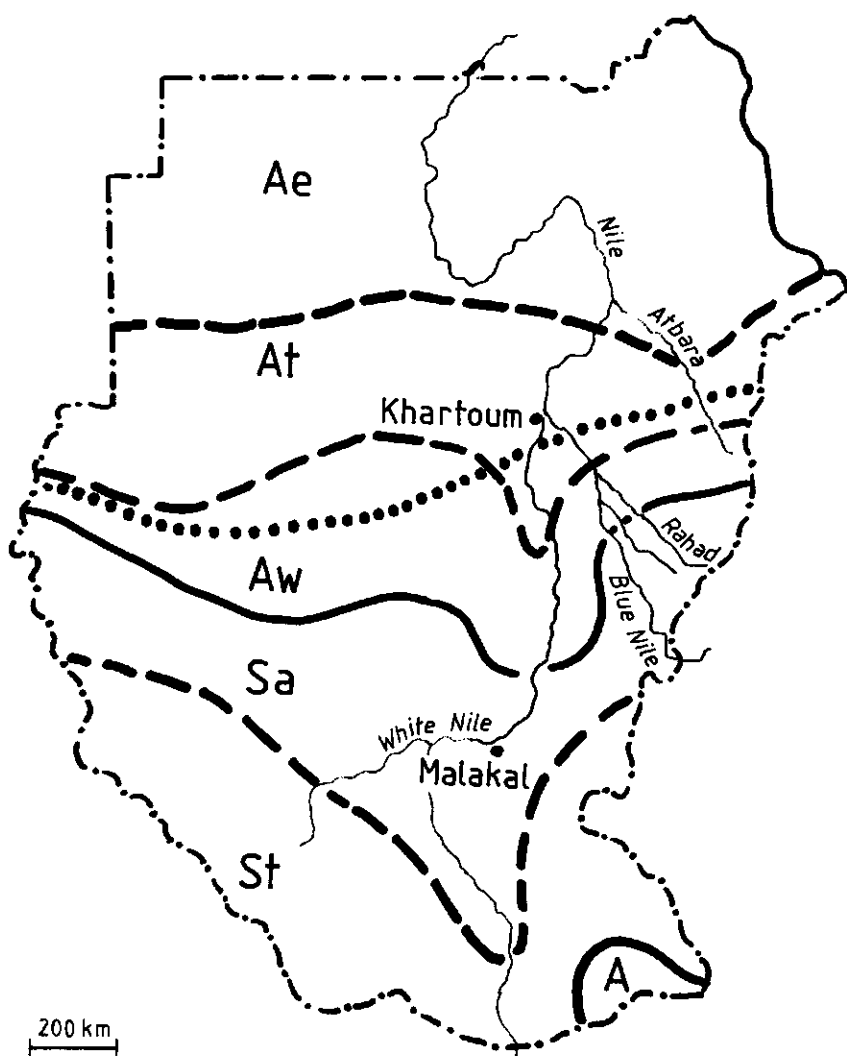 Ae
Nile
Atbara
At
Khartoum
Rahad
Aw
Blue Nile
Sa
White Nile
Malakal
St
A
200 km